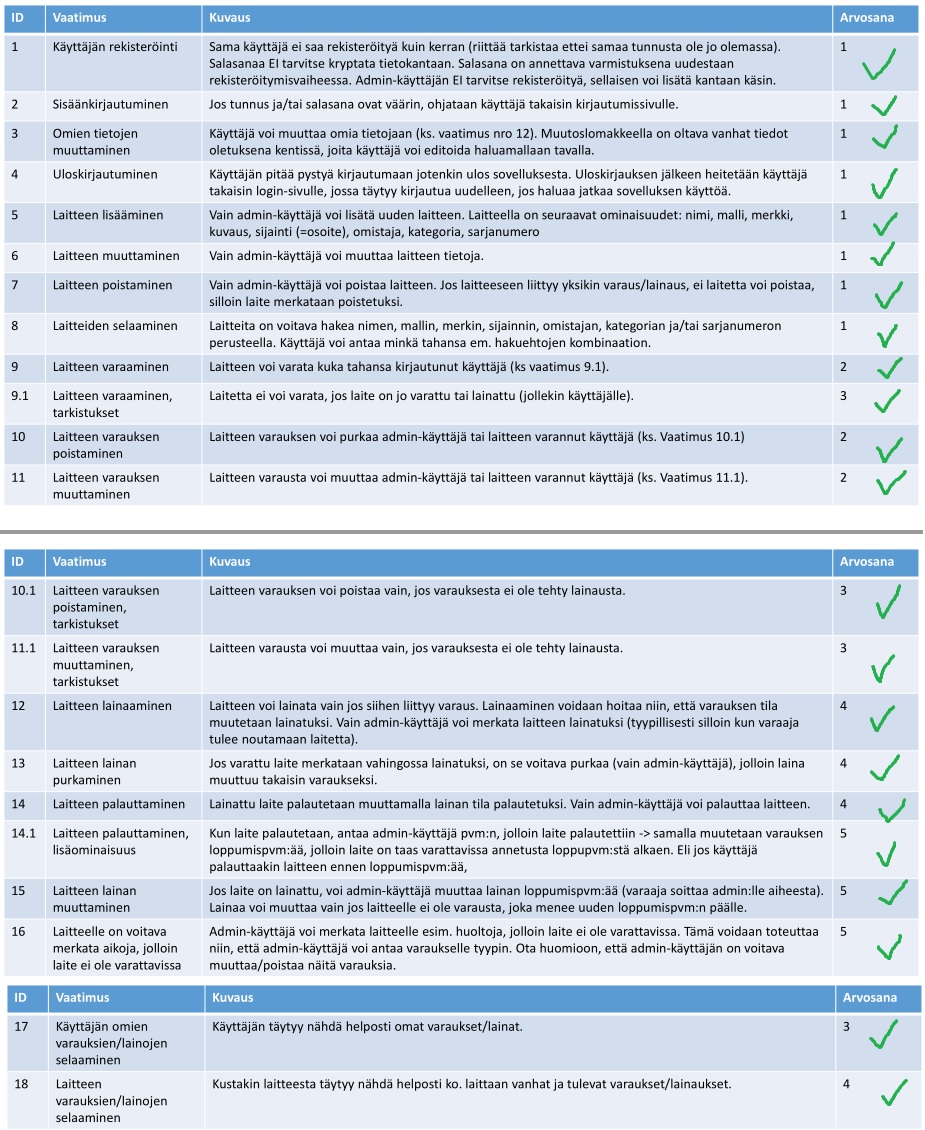 ID Vaatimus Kuvaus Arvosana
1 Käyttäjän rekisteröinti Sama käyttäjä ei saa rekisteröityä kuin kerran (riittää tarkistaa ettei samaa tunnusta ole jo olemassa). 1
Salasanaa EI tarvitse kryptata tietokantaan. Salasana on annettava varmistuksena uudestaan
rekisteröitymisvaiheessa. Admin-käyttäjän EI tarvitse rekisteröityä, sellaisen voi lisätä kantaan käsin.
2 Sisäänkirjautuminen Jos tunnus ja/tai salasana ovat väärin, ohjataan käyttäjä takaisin kirjautumissivulle. 1
3 Omien tietojen Käyttäjä voi muuttaa omia tietojaan (ks. vaatimus nro 12). Muutoslomakkeella on oltava vanhat tiedot 1
muuttaminen oletuksena kentissä, joita käyttäjä voi editoida haluamallaan tavalla.
4 Uloskirjautuminen Käyttäjän pitää pystyä kirjautumaan jotenkin ulos sovelluksesta. Uloskirjauksen jälkeen heitetään käyttäjä 1
takaisin login-sivulle, jossa täytyy kirjautua uudelleen, jos haluaa jatkaa sovelluksen käyttöä.
5 Laitteen lisääminen Vain admin-käyttäjä voi lisätä uuden laitteen. Laitteella on seuraavat ominaisuudet: nimi, malli, merkki, 1
kuvaus, sijainti (=osoite), omistaja, kategoria, sarjanumero
6 Laitteen muuttaminen Vain admin-käyttäjä voi muuttaa laitteen tietoja. 1
7 Laitteen poistaminen Vain admin-käyttäjä voi poistaa laitteen. Jos laitteeseen liittyy yksikin varaus/lainaus, ei laitetta voi poistaa, 1
silloin laite merkataan poistetuksi.
8 Laitteiden selaaminen Laitteita on voitava hakea nimen, mallin, merkin, sijainnin, omistajan, kategorian ja/tai sarjanumeron 1
perusteella. Käyttäjä voi antaa minkä tahansa em. hakuehtojen kombinaation.
9 Laitteen varaaminen Laitteen voi varata kuka tahansa kirjautunut käyttäjä (ks vaatimus 9.1). 2
9.1 Laitteen varaaminen, Laitetta ei voi varata, jos laite on jo varattu tai lainattu (jollekin käyttäjälle). 3
tarkistukset
10 Laitteen varauksen Laitteen varauksen voi purkaa admin-käyttäjä tai laitteen varannut käyttäjä (ks. Vaatimus 10.1) 2
poistaminen
11 Laitteen varauksen Laitteen varausta voi muuttaa admin-käyttäjä tai laitteen varannut käyttäjä (ks. Vaatimus 11.1). 2
muuttaminen
ID Vaatimus Kuvaus Arvosana
10.1 Laitteen varauksen Laitteen varauksen voi poistaa vain, jos varauksesta ei ole tehty lainausta. 3
poistaminen,
tarkistukset
11.1 Laitteen varauksen Laitteen varausta voi muuttaa vain, jos varauksesta ei ole tehty lainausta. 3
muuttaminen,
tarkistukset
12 Laitteen lainaaminen Laitteen voi lainata vain jos siihen liittyy varaus. Lainaaminen voidaan hoitaa niin, että varauksen tila 4
muutetaan lainatuksi. Vain admin-käyttäjä voi merkata laitteen lainatuksi (tyypillisesti silloin kun varaaja
tulee noutamaan laitetta).
13 Laitteen lainan Jos varattu laite merkataan vahingossa lainatuksi, on se voitava purkaa (vain admin-käyttäjä), jolloin laina 4
purkaminen muuttuu takaisin varaukseksi.
14 Laitteen palauttaminen Lainattu laite palautetaan muuttamalla lainan tila palautetuksi. Vain admin-käyttäjä voi palauttaa laitteen. 4
14.1 Laitteen palauttaminen, Kun laite palautetaan, antaa admin-käyttäjä pvm:n, jolloin laite palautettiin -> samalla muutetaan varauksen 5
lisäominaisuus loppumispvm:ää, jolloin laite on taas varattavissa annetusta loppupvm:stä alkaen. Eli jos käyttäjä
palauttaakin laitteen ennen loppumispvm:ää,
15 Laitteen lainan Jos laite on lainattu, voi admin-käyttäjä muuttaa lainan loppumispvm:ää (varaaja soittaa admin:lle aiheesta). 5
muuttaminen Lainaa voi muuttaa vain jos laitteelle ei ole varausta, joka menee uuden loppumispvm:n päälle.
16 Laitteelle on voitava Admin-käyttäjä voi merkata laitteelle esim. huoltoja, jolloin laite ei ole varattavissa. Tämä voidaan toteuttaa 5
merkata aikoja, jolloin niin, että admin-käyttäjä voi antaa varaukselle tyypin. Ota huomioon, että admin-käyttäjän on voitava
laite ei ole varattavissa muuttaa/poistaa näitä varauksia.
ID Vaatimus Kuvaus Arvosana
17 Käyttäjän omien Käyttäjän täytyy nähdä helposti omat varaukset/lainat. 3
varauksien/lainojen
selaaminen
18 Laitteen Kustakin laitteesta täytyy nähdä helposti ko. laittaan vanhat ja tulevat varaukset/lainaukset. 4
varauksien/lainojen
selaaminen